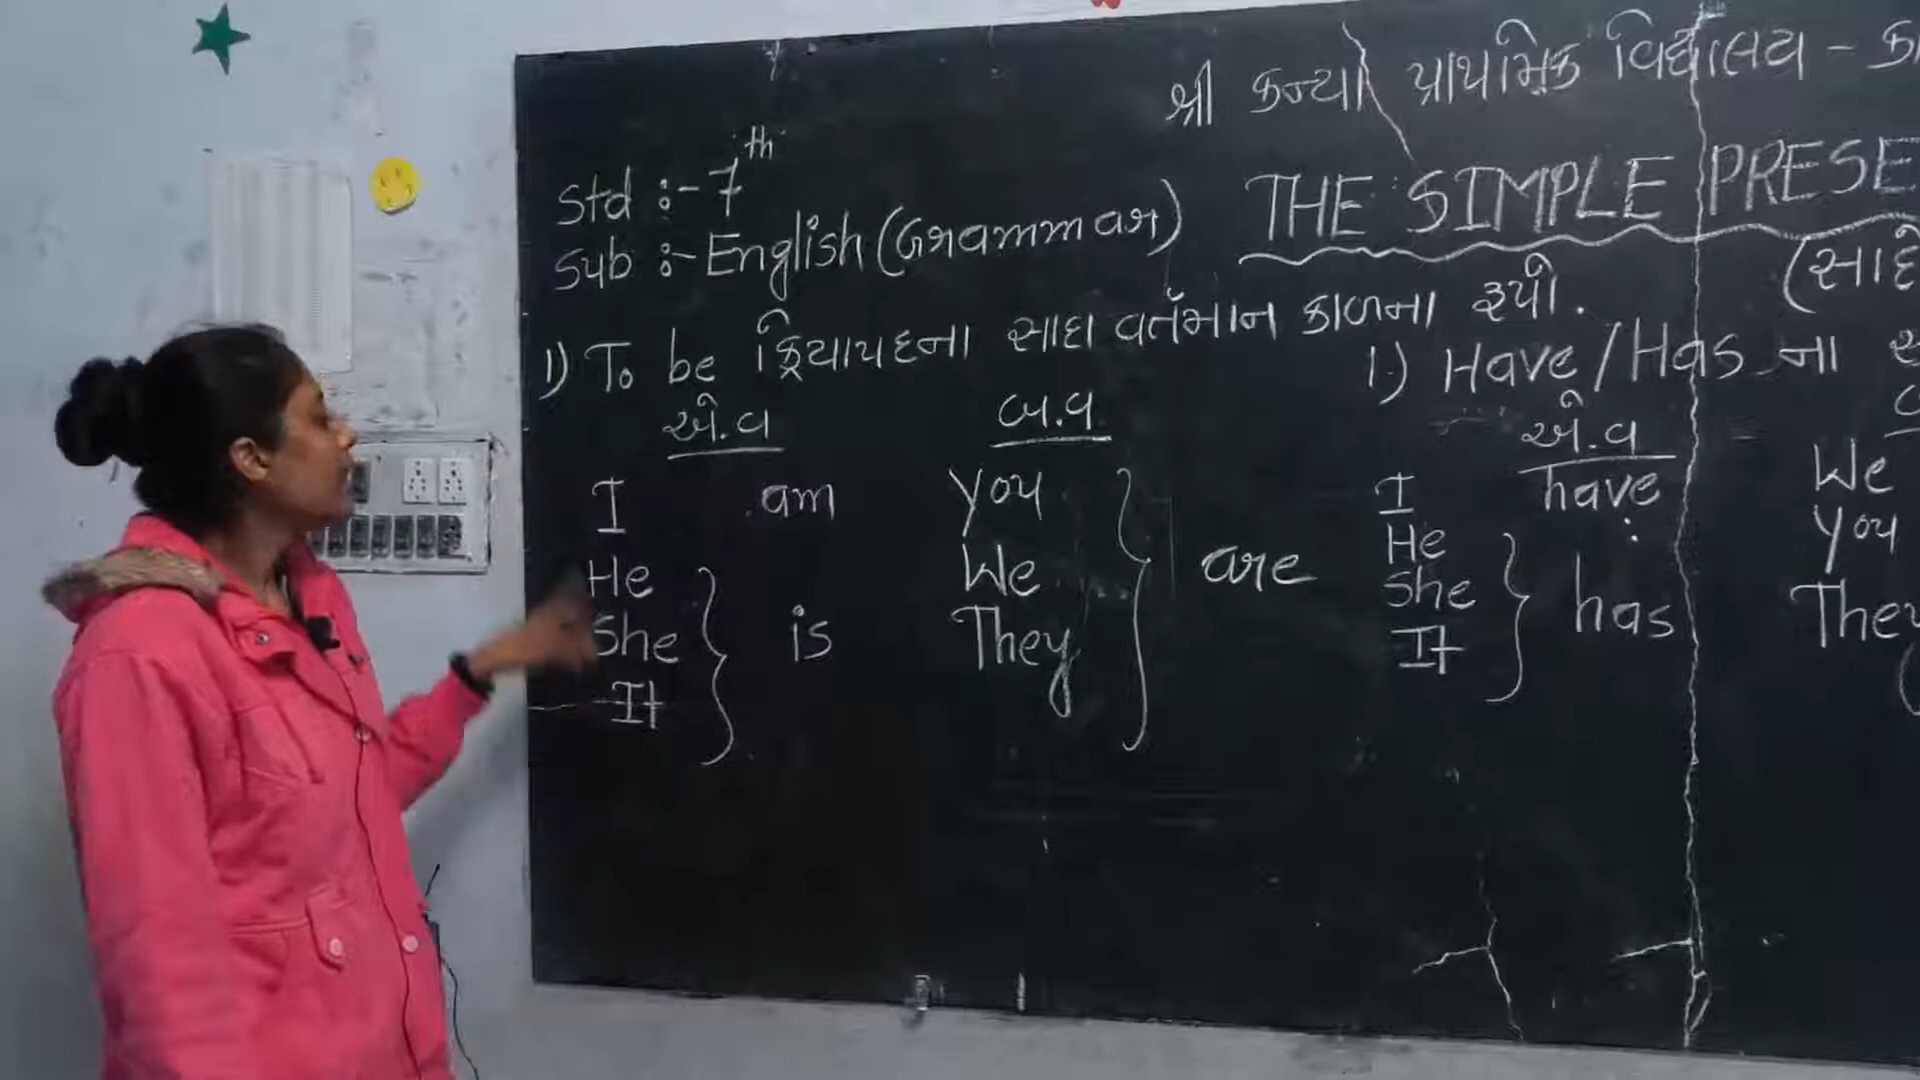 શ્રી કન્યા પ્રાથમિક વિદ્યાલય -
Std :- 7th
THE SIMPLE PRESE
Sub :- English (Grammar)
(સાદો
1) To be ક્રિયાપદના સાદા વર્તમાન કાળના રૂપો.
એ.વ બ.વ
I am you
He We
She is They are
It
1.) Have/Has ના
એ.વ
I have We
He you
She has They
It